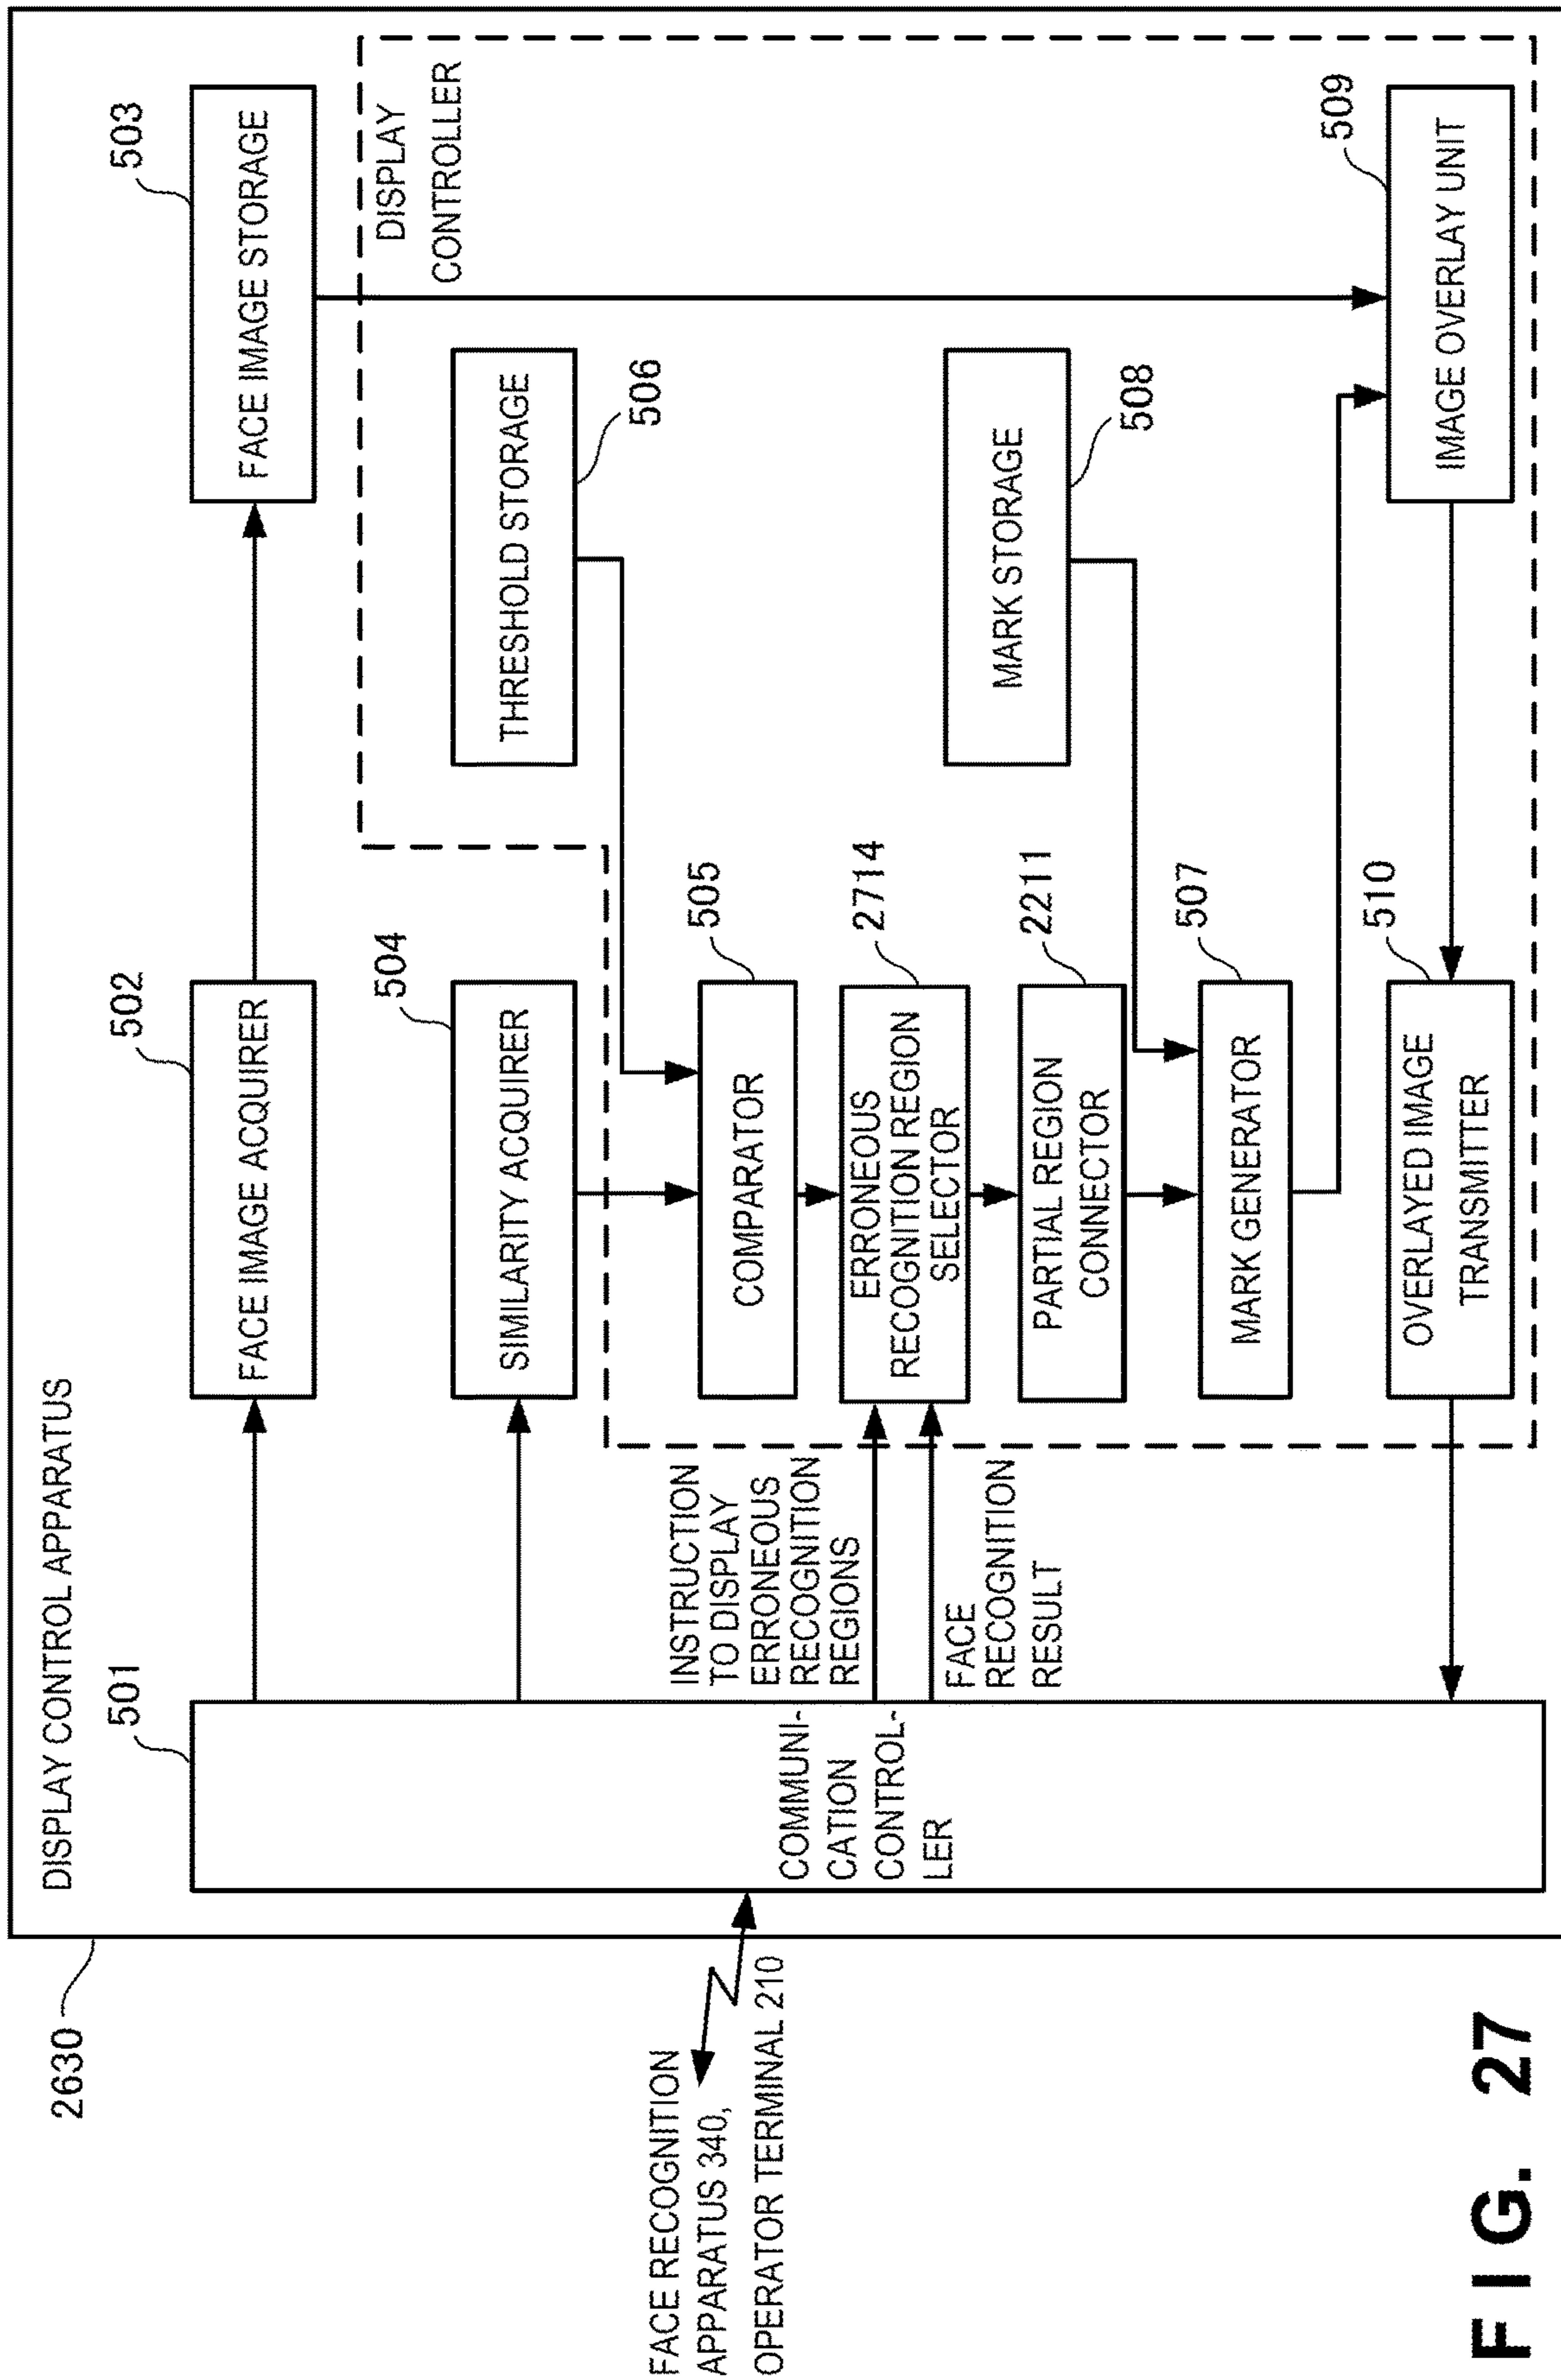 2630
DISPLAY CONTROL APPARATUS
501
COMMUNI-
CATION
CONTROL-
LER
FACE RECOGNITION
APPARATUS 340,
OPERATOR TERMINAL 210
502
FACE IMAGE ACQUIRER
503
FACE IMAGE STORAGE
504
SIMILARITY ACQUIRER
DISPLAY
CONTROLLER
THRESHOLD STORAGE
506
505
COMPARATOR
INSTRUCTION
TO DISPLAY
ERRONEOUS
RECOGNITION
REGIONS
FACE
RECOGNITION
RESULT
2714
ERRONEOUS
RECOGNITION REGION
SELECTOR
2211
PARTIAL REGION
CONNECTOR
MARK STORAGE
508
507
MARK GENERATOR
509
IMAGE OVERLAY UNIT
510
OVERLAYED IMAGE
TRANSMITTER
FIG. 27